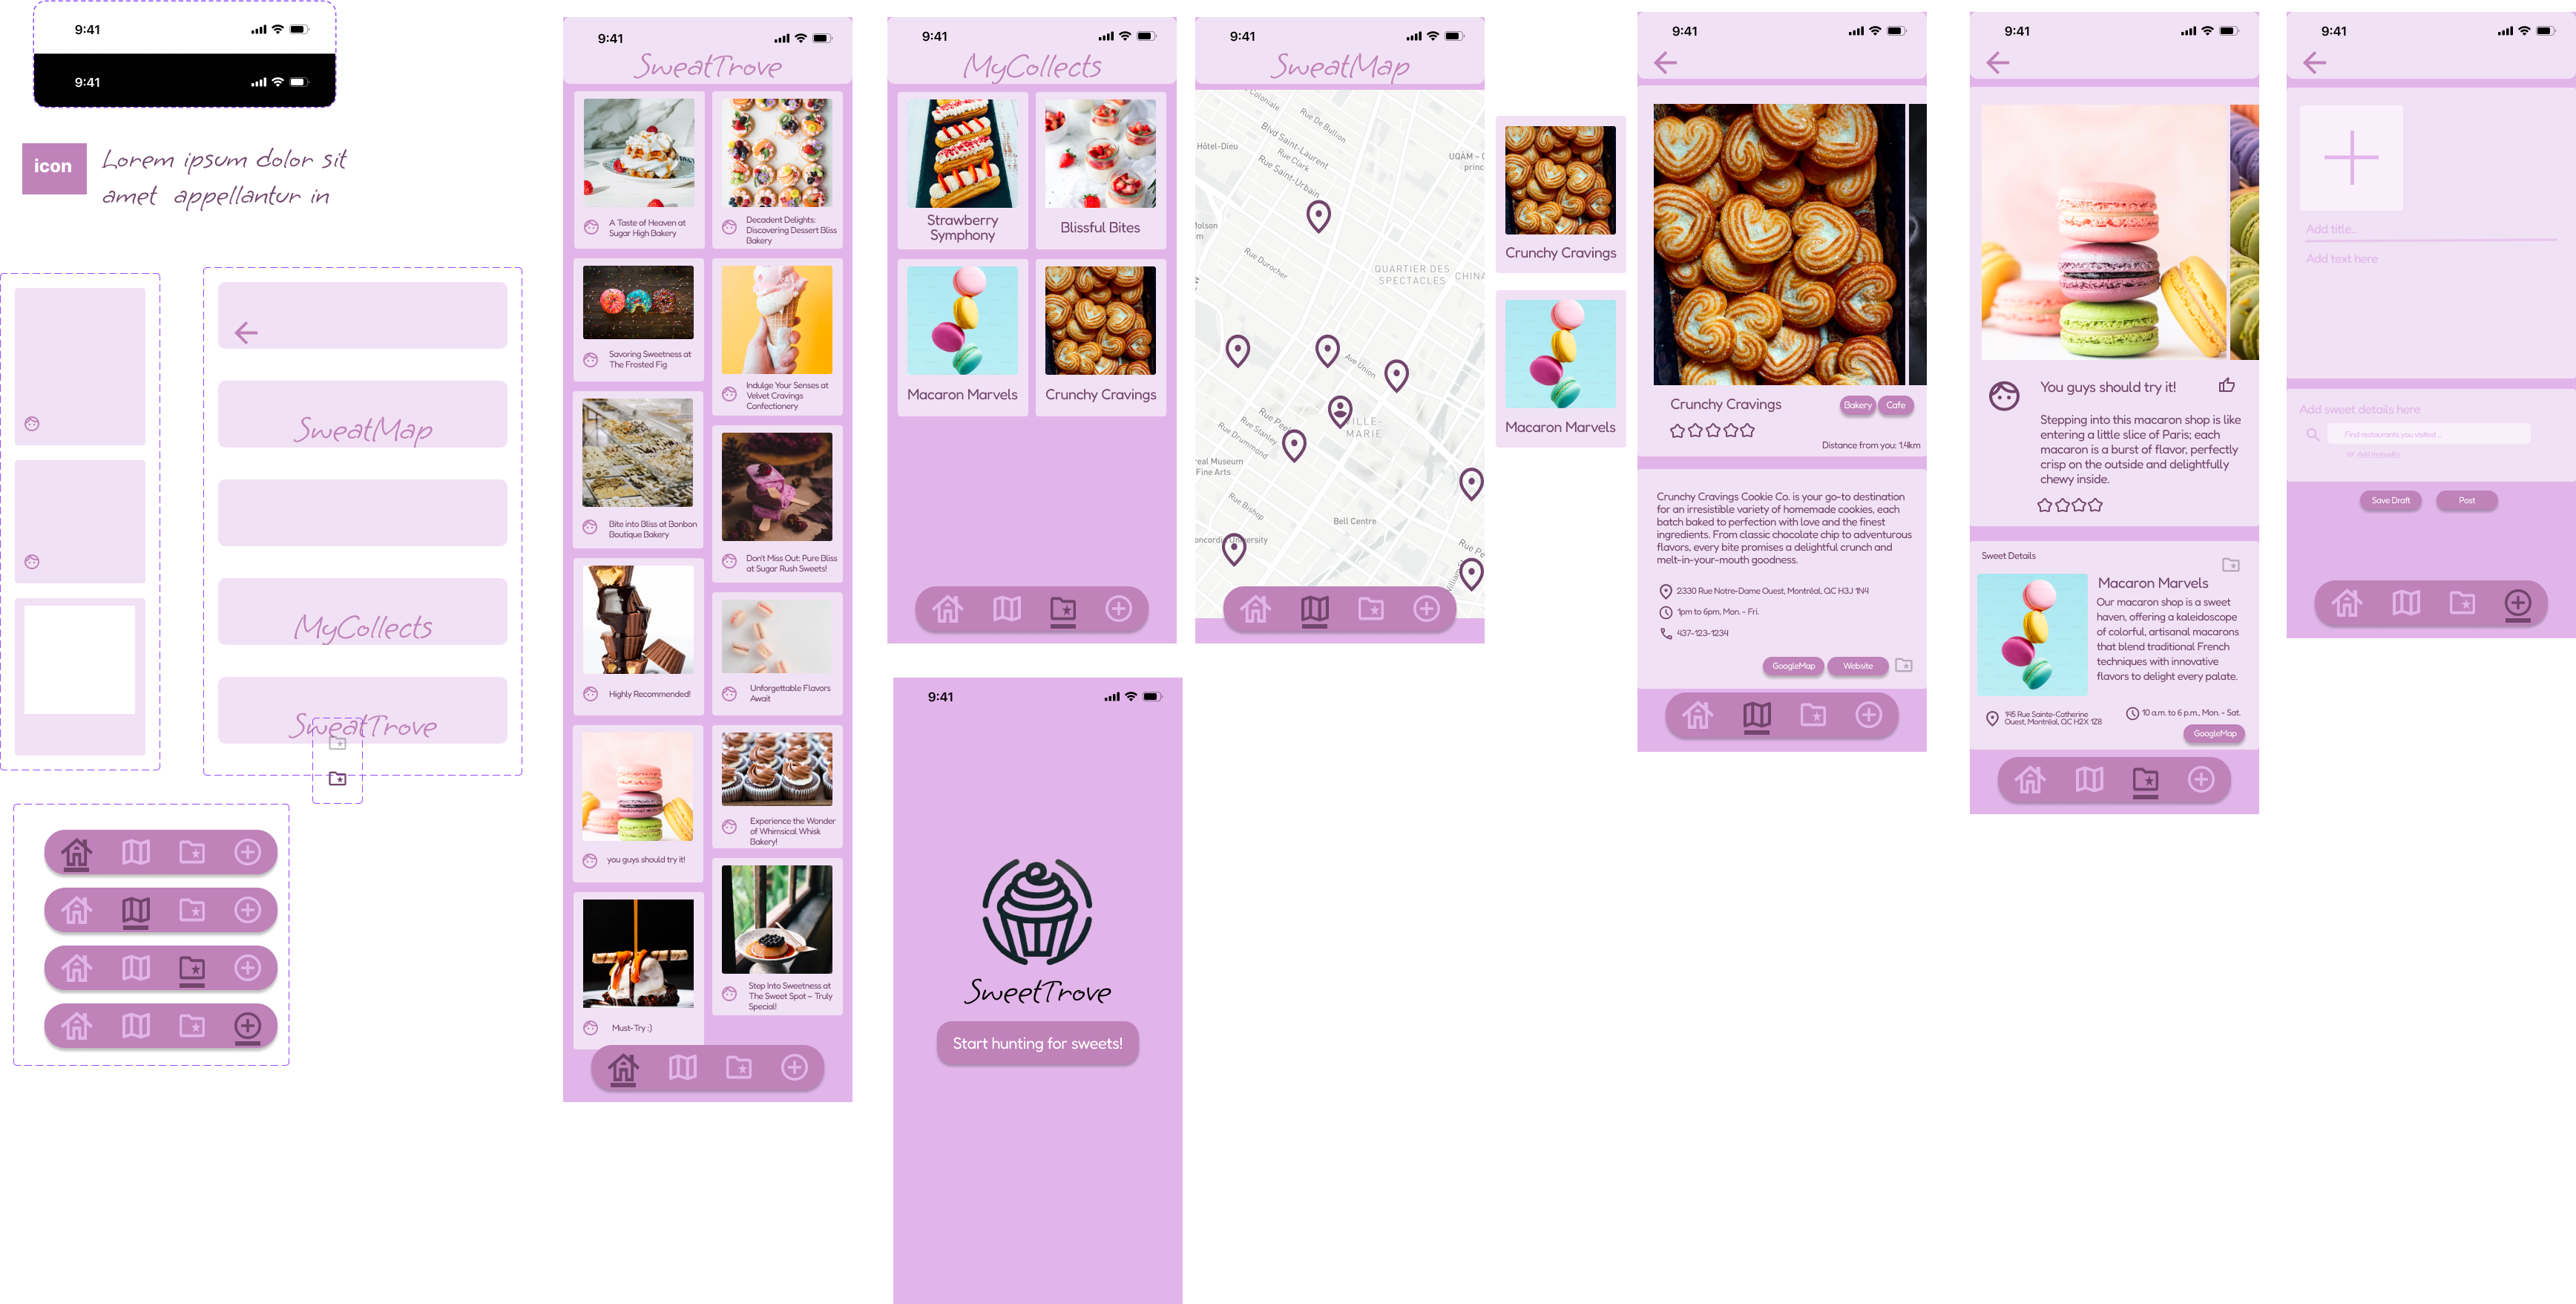 9:41
9:41
icon
Lorem ipsum dolor sit
amet appellantur in
SweatMap
MyCollects
SweatTrove
9:41
SweatTrove
A Taste of Heaven at
Sugar High Bakery
Decadent Delights:
Discovering Dessert Bliss
Bakery
Savoring Sweetness at
The Frosted Fig
Indulge Your Senses at
Velvet Cravings
Confectionery
Bite into Bliss at Bonbon
Boutique Bakery
Don't Miss Out: Pure Bliss
at Sugar Rush Sweets!
Highly Recommended!
Unforgettable Flavors
Await
you guys should try it!
Experience the Wonder
of Whimsical Whisk
Bakery!
Must-Try :)
Step Into Sweetness at
The Sweet Spot – Truly
Special!
9:41
MyCollects
Strawberry
Symphony
Blissful Bites
Macaron Marvels
Crunchy Cravings
9:41
SweetTrove
Start hunting for sweets!
9:41
SweatMap
Coloniale
Rue De Bullion
Blvd Saint-Laurent
Hôtel-Dieu
Rue Clark
Rue Saint-Urbain
UQAM - C
princ
Molson
m
Rue Durocher
QUARTIER DES
SPECTACLES
CHINA
Ave Union
Rue Peel
Rue Stanley
Rue Drummond
VILLE-
MARIE
real Museum
Fine Arts
Rue Bishop
Bell Centre
oncordia University
Rue Pe
William
Crunchy Cravings
Macaron Marvels
9:41
Crunchy Cravings
Bakery
Cafe
Distance from you: 1.4km
Crunchy Cravings Cookie Co. is your go-to destination
for an irresistible variety of homemade cookies, each
batch baked to perfection with love and the finest
ingredients. From classic chocolate chip to adventurous
flavors, every bite promises a delightful crunch and
melt-in-your-mouth goodness.
2330 Rue Notre-Dame Ouest, Montréal, QC H3J 1N4
1pm to 6pm, Mon. - Fri.
437-123-1234
GoogleMap
Website
9:41
You guys should try it!
Stepping into this macaron shop is like
entering a little slice of Paris; each
macaron is a burst of flavor, perfectly
crisp on the outside and delightfully
chewy inside.
Sweet Details
Macaron Marvels
Our macaron shop is a sweet
haven, offering a kaleidoscope
of colorful, artisanal macarons
that blend traditional French
techniques with innovative
flavors to delight every palate.
145 Rue Sainte-Catherine
Ouest, Montréal, QC H2X 1Z8
10 a.m. to 6 p.m., Mon. - Sat.
GoogleMap
9:41
Add title...
Add text here
Add sweet details here
Find restaurants you visited ...
or Add manually
Save Draft
Post